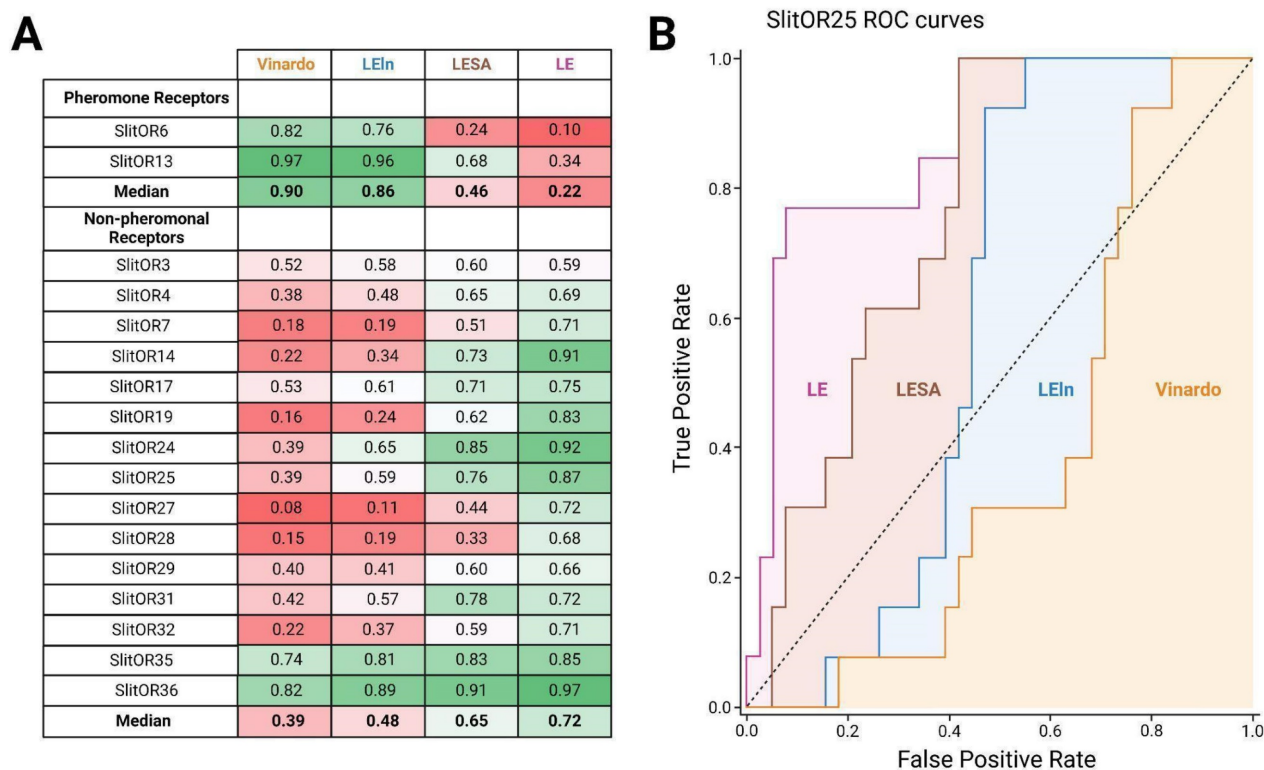 A
Vinardo LEln LESA LE
Pheromone Receptors
SlitOR6 0.82 0.76 0.24 0.10
SlitOR13 0.97 0.96 0.68 0.34
Median 0.90 0.86 0.46 0.22
Non-pheromonal
Receptors
SlitOR3 0.52 0.58 0.60 0.59
SlitOR4 0.38 0.48 0.65 0.69
SlitOR7 0.18 0.19 0.51 0.71
SlitOR14 0.22 0.34 0.73 0.91
SlitOR17 0.53 0.61 0.71 0.75
SlitOR19 0.16 0.24 0.62 0.83
SlitOR24 0.39 0.65 0.85 0.92
SlitOR25 0.39 0.59 0.76 0.87
SlitOR27 0.08 0.11 0.44 0.72
SlitOR28 0.15 0.19 0.33 0.68
SlitOR29 0.40 0.41 0.60 0.66
SlitOR31 0.42 0.57 0.78 0.72
SlitOR32 0.22 0.37 0.59 0.71
SlitOR35 0.74 0.81 0.83 0.85
SlitOR36 0.82 0.89 0.91 0.97
Median 0.39 0.48 0.65 0.72
B
SlitOR25 ROC curves
True Positive Rate
1.0
0.8
0.6
0.4
0.2
0.0
LE LESA LEln Vinardo
0.0 0.2 0.4 0.6 0.8 1.0
False Positive Rate